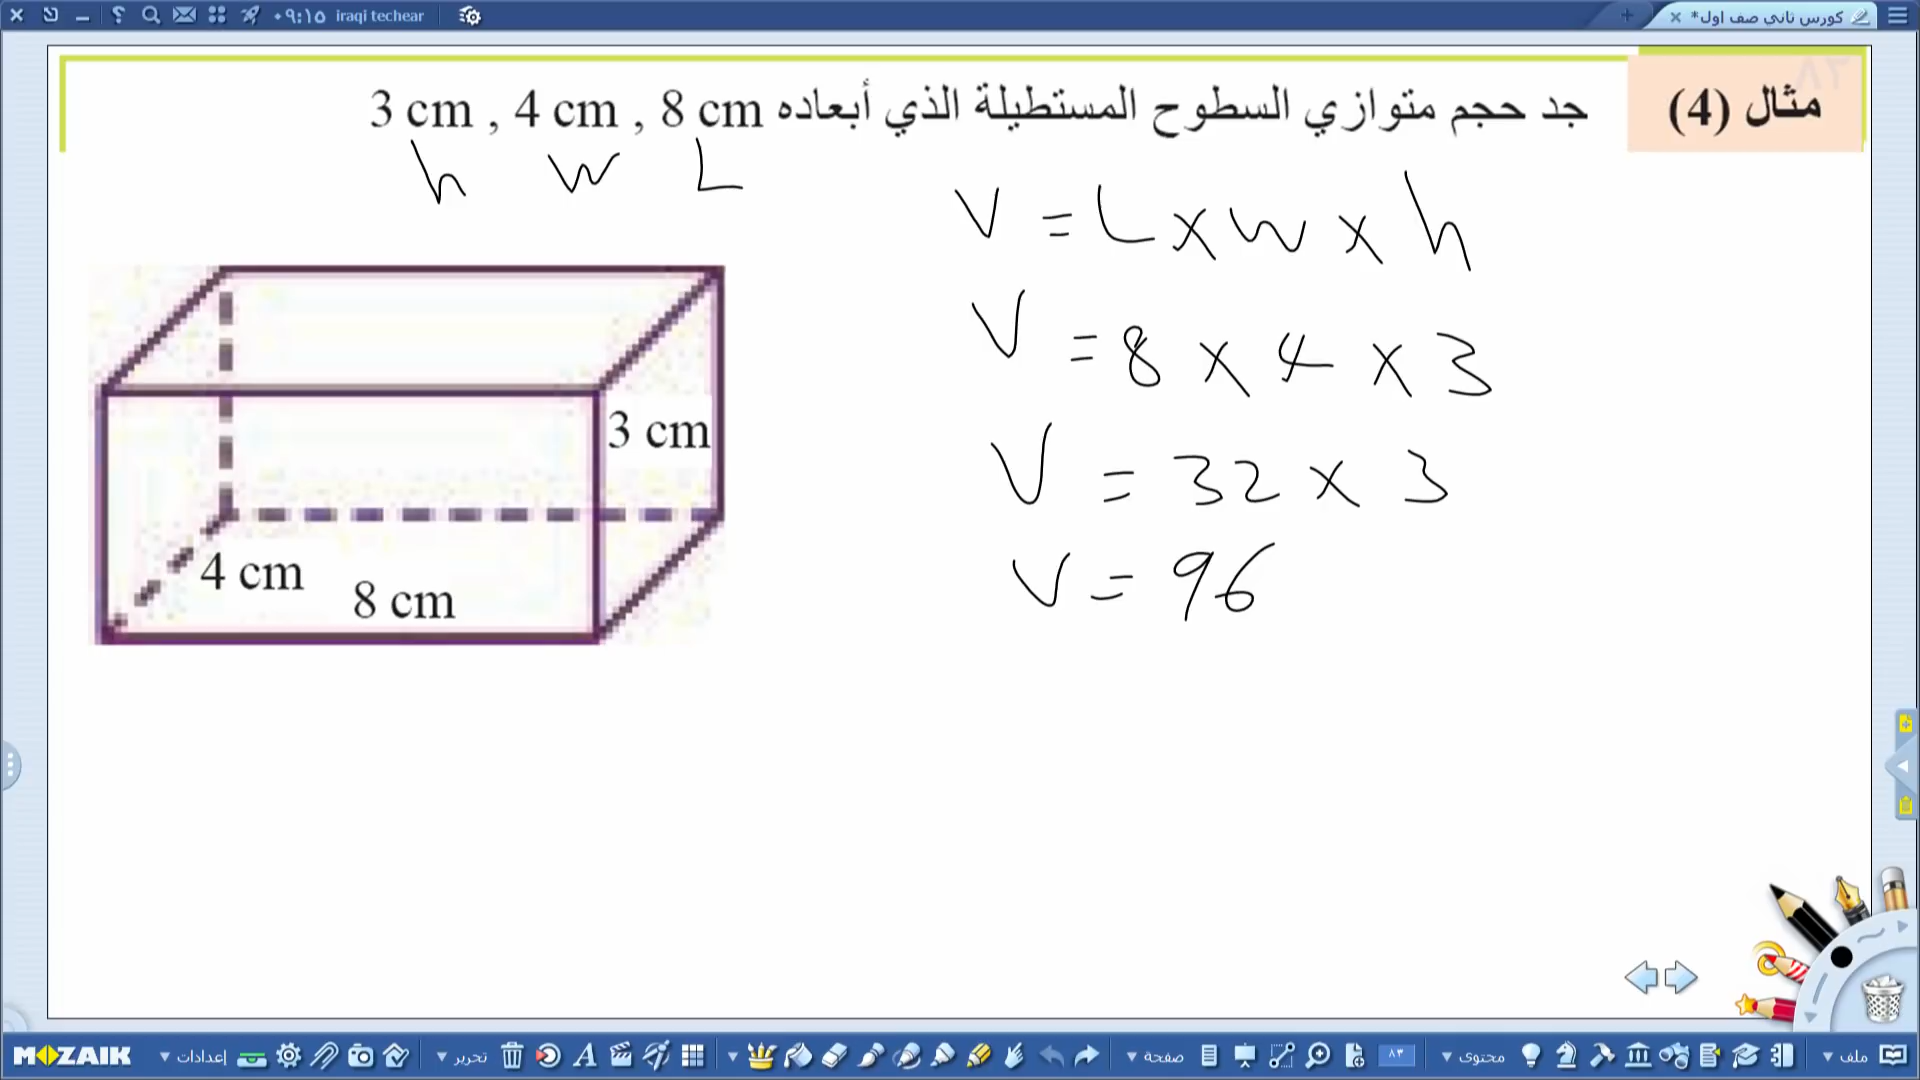 iraqi techear ٠٩:١٥
كورس ثاني صف اول*
مثال (4) جد حجم متوازي السطوح المستطيلة الذي أبعاده 3 cm , 4 cm , 8 cm
h w L
V = L x w x h
V = 8 x 4 x 3
V = 32 x 3
V = 96
3 cm
4 cm
8 cm
MOZAIK إعدادات تحرير صفحة ٨٣ محتوى ملف